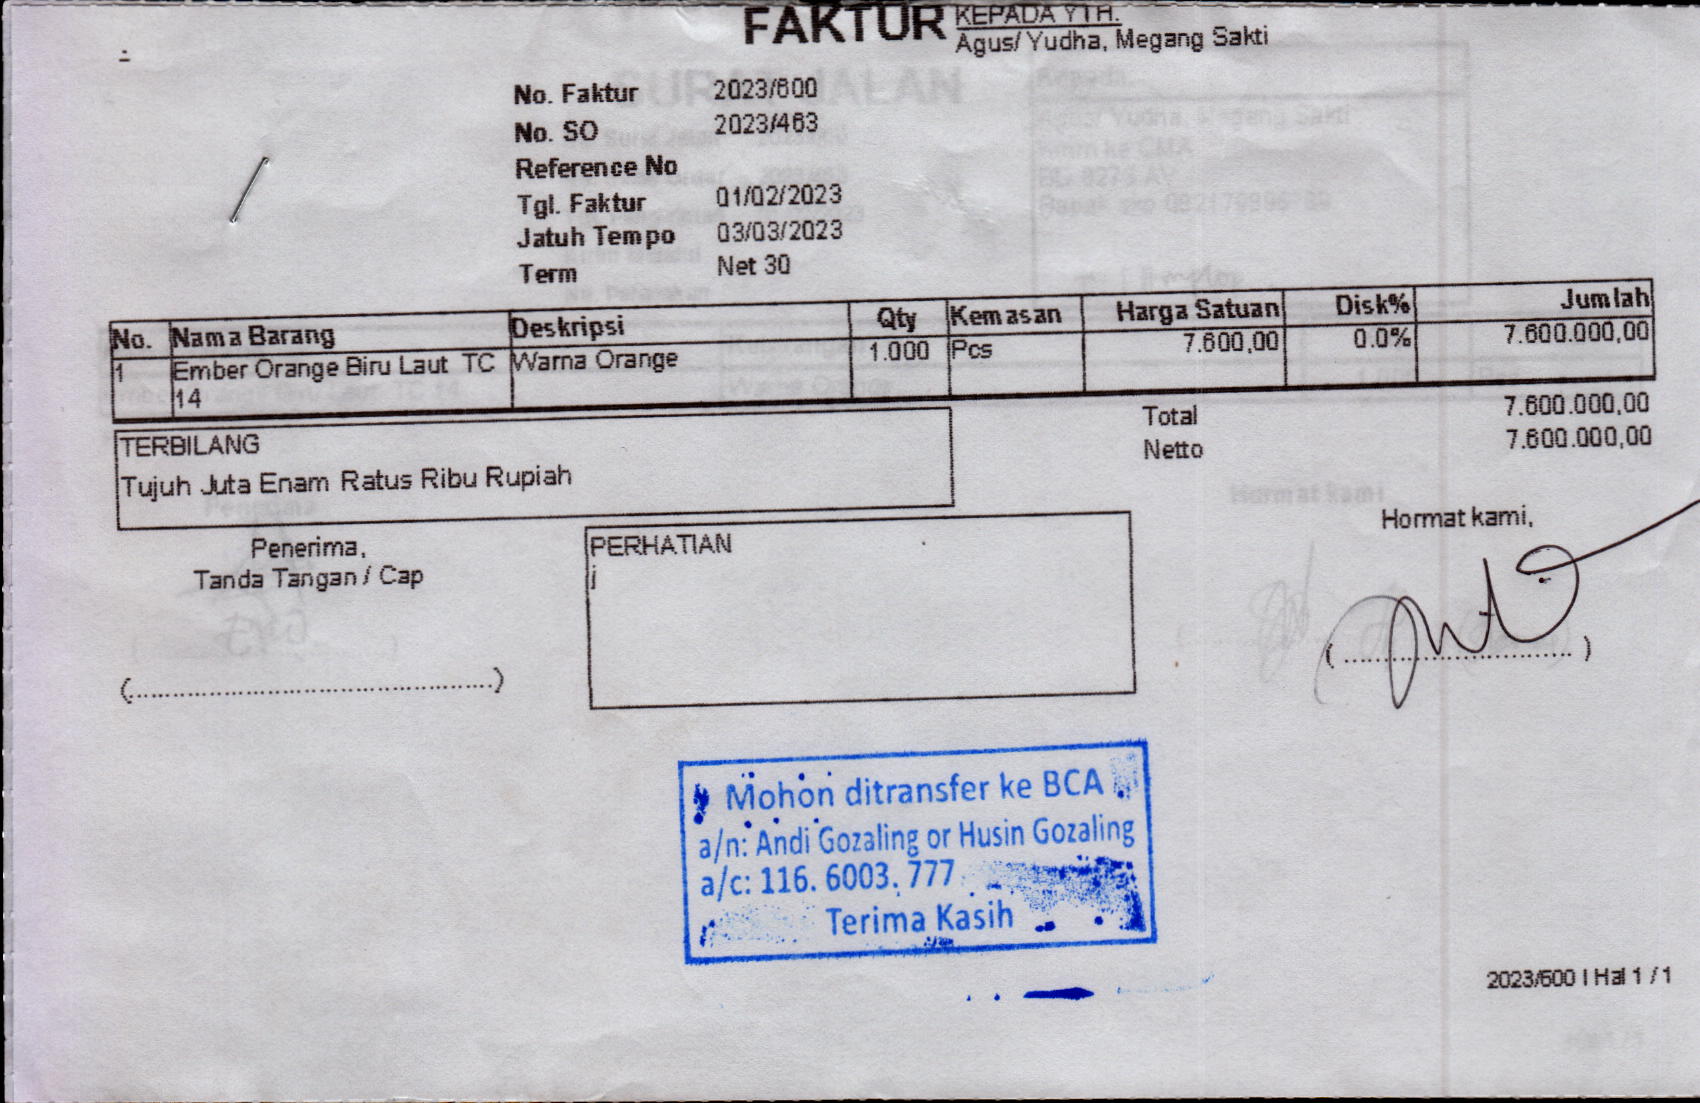 FAKTUR
KEPADA YTH.
Agus/ Yudha, Megang Sakti
No. Faktur 2023/600
No. SO 2023/463
Reference No
Tgl. Faktur 01/02/2023
Jatuh Tempo 03/03/2023
Term Net 30
No. Nama Barang Deskripsi Qty Kemasan Harga Satuan Disk% Jumlah
1 Ember Orange Biru Laut TC 14 Warna Orange 1.000 Pcs 7.600,00 0.0% 7.600.000,00
Total 7.600.000,00
Netto 7.600.000,00
TERBILANG
Tujuh Juta Enam Ratus Ribu Rupiah
Penerima,
Tanda Tangan / Cap
(................................................)
PERHATIAN
j
Hormat kami,
(..............................)
Mohon ditransfer ke BCA
a/n: Andi Gozaling or Husin Gozaling
a/c: 116. 6003. 777
Terima Kasih
2023/600 I Hal 1 / 1